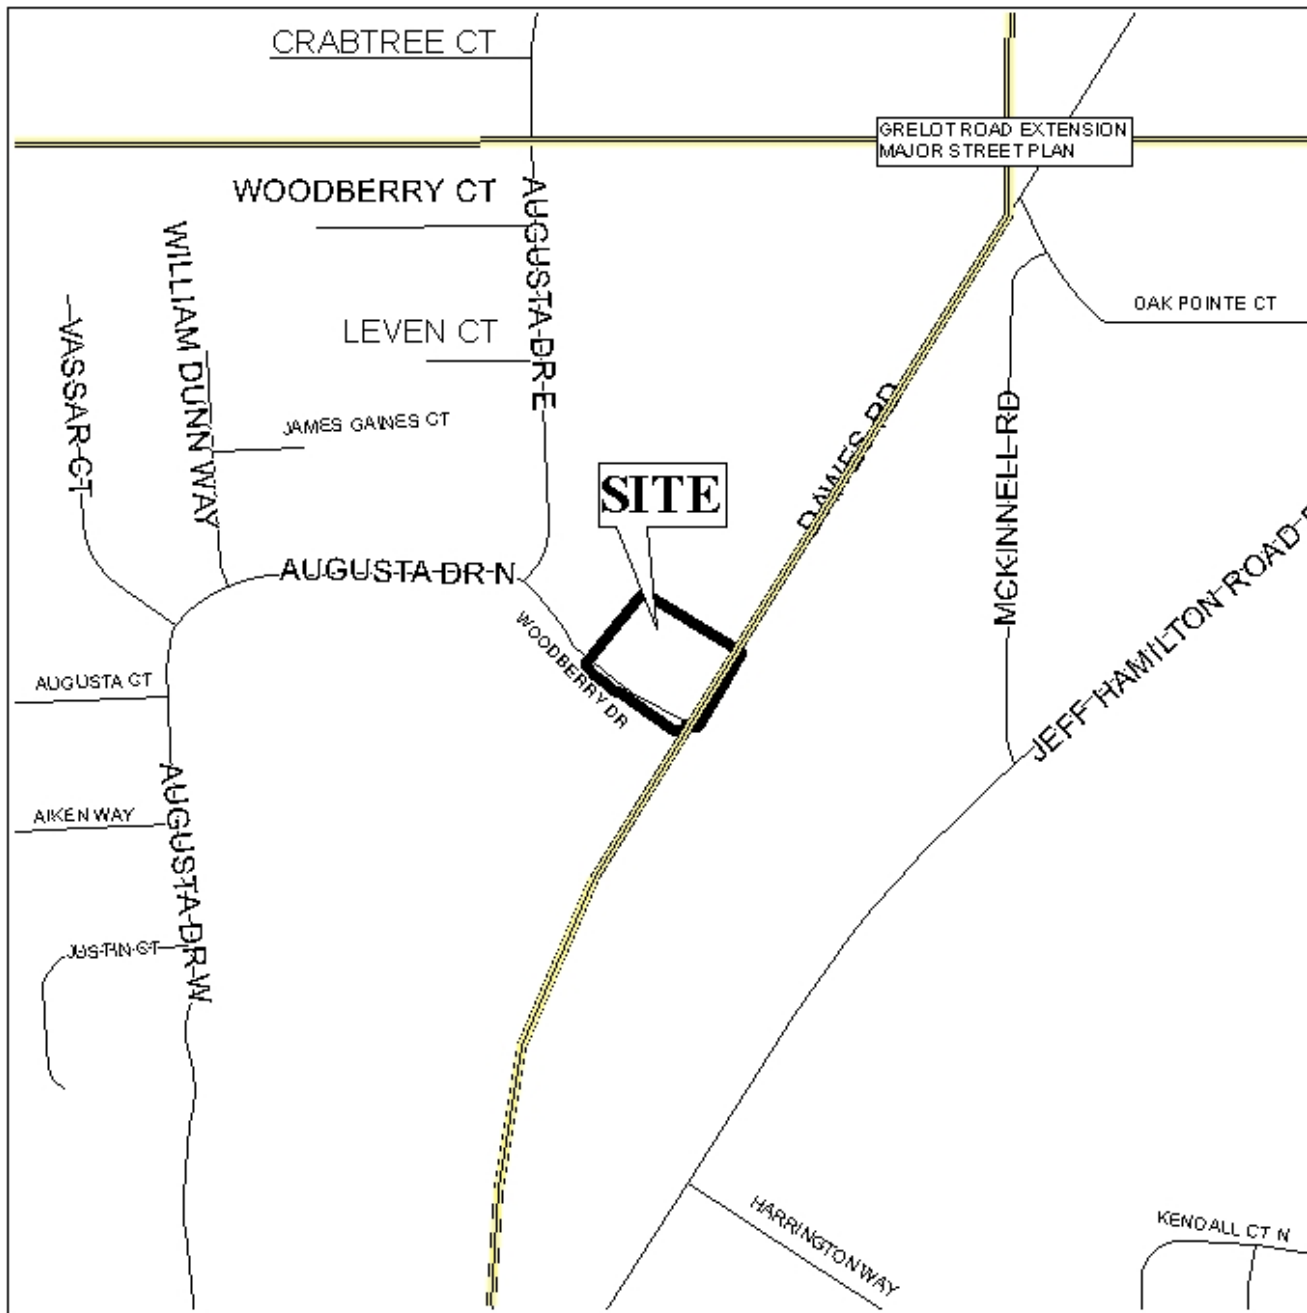 CRABTREE CT
GRELOT ROAD EXTENSION
MAJOR STREET PLAN
WOODBERRY CT
AUGUSTA DR E
WILLIAM DUNN WAY
VASSAR CT
LEVEN CT
OAK POINTE CT
JAMES GAINES CT
DAWES RD
MCKINNELL RD
SITE
JEFF HAMILTON ROAD
AUGUSTA DR N
WOODBERRY DR
AUGUSTA CT
AUGUSTA DR W
AIKEN WAY
JUSTIN CT
HARRINGTON WAY
KENDALL CT N